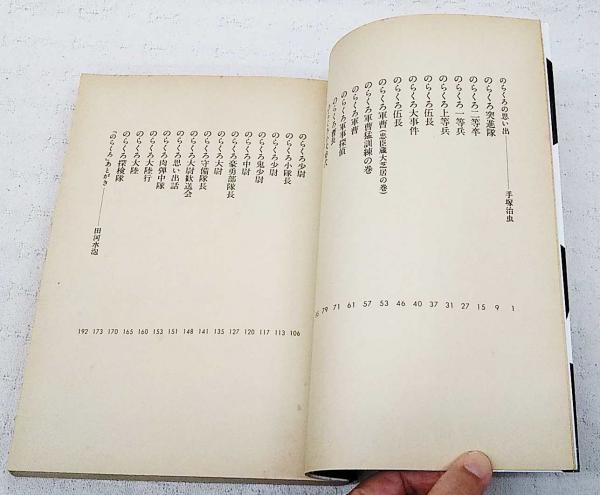 のらくろの思い出——手塚治虫 1
のらくろ突進隊 9
のらくろ二等卒 15
のらくろ一等兵 27
のらくろ上等兵 31
のらくろ伍長 37
のらくろ大事件 40
のらくろ伍長 46
のらくろ軍曹(忠臣蔵大芝居の巻) 53
のらくろ軍曹猛訓練の巻 57
のらくろ軍曹 61
のらくろ軍事探偵 71
のらくろ曹長 79
のらくろ少尉 106
のらくろ小隊長 113
のらくろ少尉 117
のらくろ鬼少尉 120
のらくろ中尉 127
のらくろ豪勇部隊長 135
のらくろ大尉 141
のらくろ守備隊長 148
のらくろ大尉歓送会 151
のらくろ思い出話 153
のらくろ肉彈中隊 160
のらくろ大陸行 165
のらくろ大陸 170
のらくろ探検隊 173
「のらくろ」あとがき——田河水泡 192